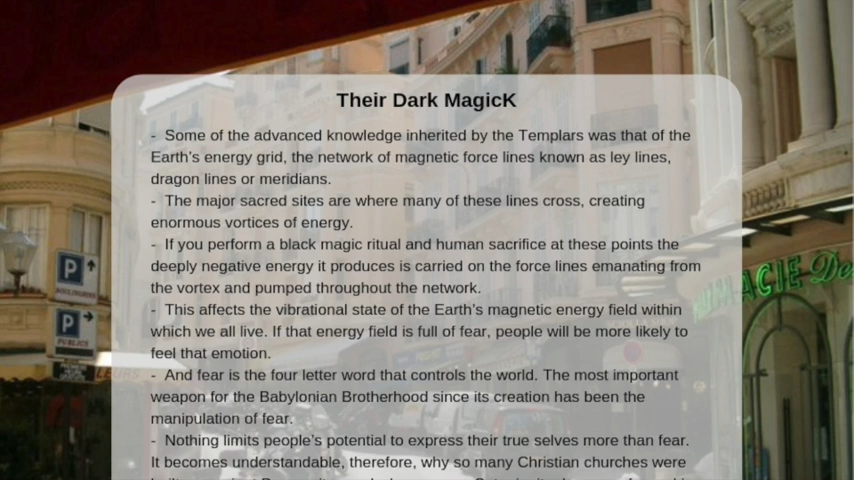 Their Dark MagicK
- Some of the advanced knowledge inherited by the Templars was that of the
Earth's energy grid, the network of magnetic force lines known as ley lines,
dragon lines or meridians.
- The major sacred sites are where many of these lines cross, creating
enormous vortices of energy.
- If you perform a black magic ritual and human sacrifice at these points the
deeply negative energy it produces is carried on the force lines emanating from
the vortex and pumped throughout the network.
- This affects the vibrational state of the Earth's magnetic energy field within
which we all live. If that energy field is full of fear, people will be more likely to
feel that emotion.
- And fear is the four letter word that controls the world. The most important
weapon for the Babylonian Brotherhood since its creation has been the
manipulation of fear.
- Nothing limits people's potential to express their true selves more than fear.
It becomes understandable, therefore, why so many Christian churches were
P
P
PUBLICS
ACIE De